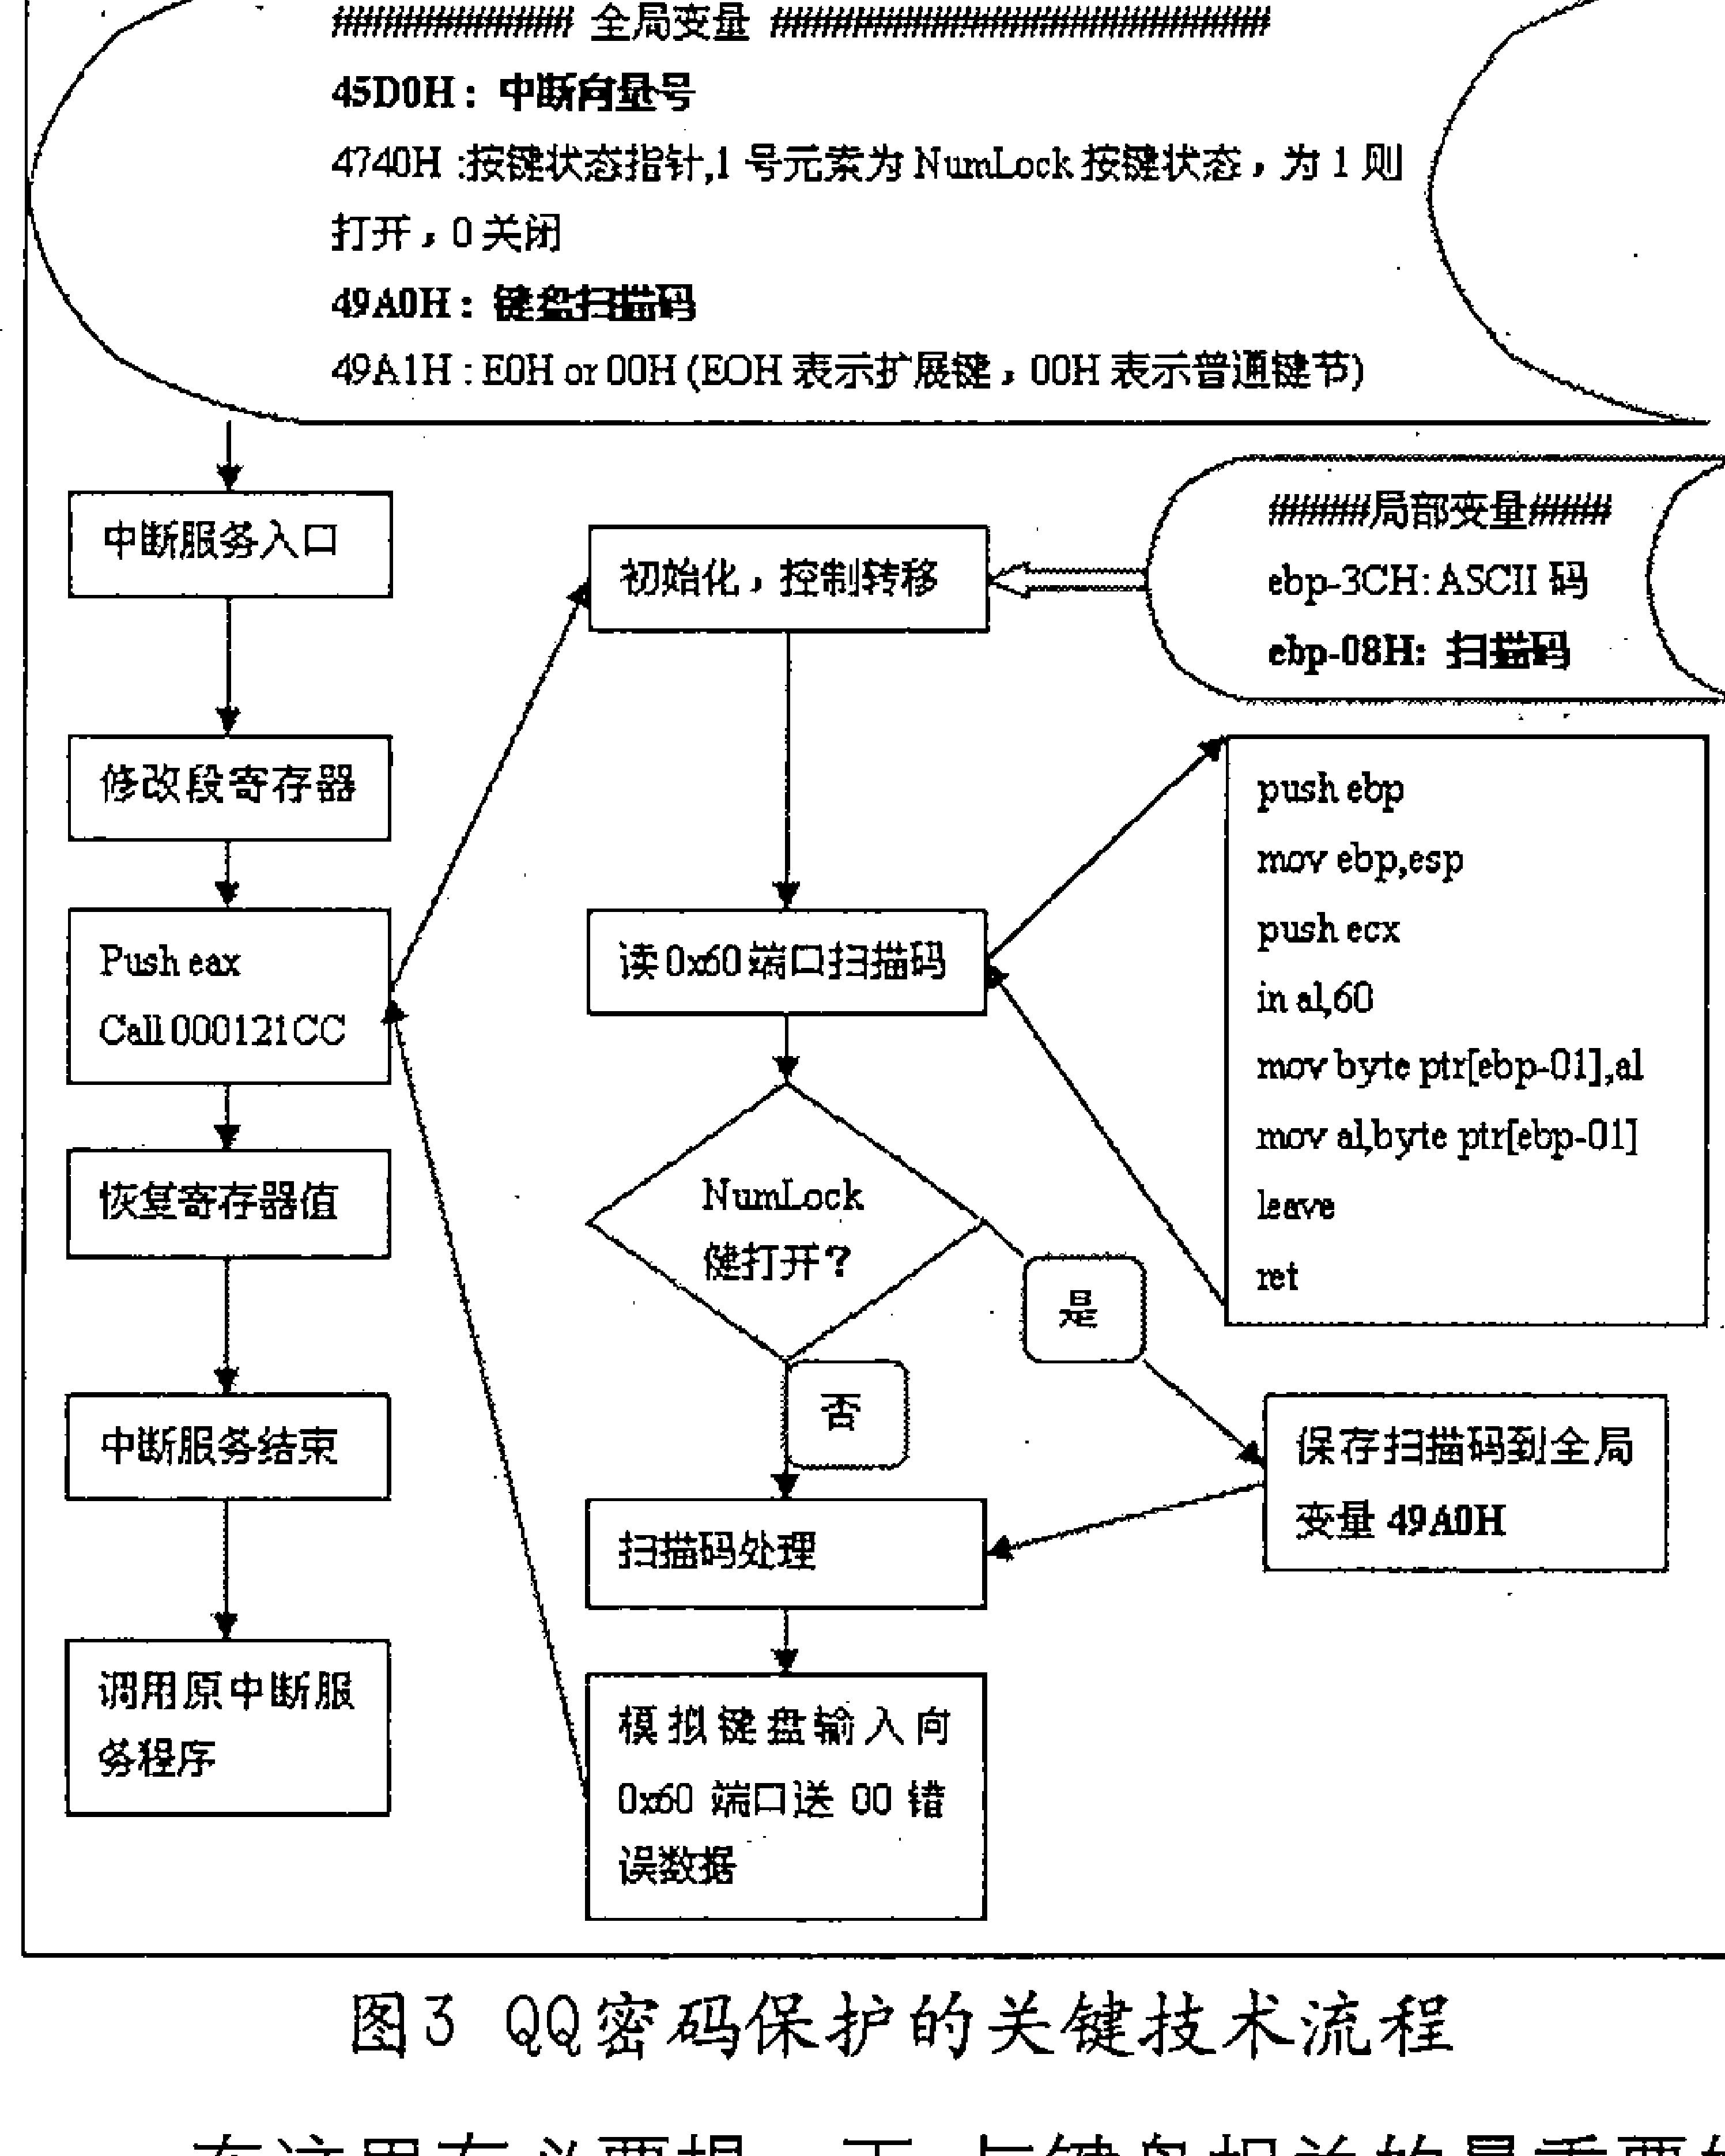 ############ 全局变量 #########################
45D0H：中断向量号
4740H :按键状态指针,1 号元素为 NumLock 按键状态，为 1 则
打开，0 关闭
49A0H：键盘扫描码
49A1H : E0H or 00H (EOH 表示扩展键，00H 表示普通键节)
中断服务入口
修改段寄存器
Push eax
Call 000121CC
恢复寄存器值
中断服务结束
调用原中断服
务程序
初始化，控制转移
读 0x60 端口扫描码
NumLock
健打开？
是
否
扫描码处理
模拟键盘输入向
0x60 端口送 00 错
误数据
#####局部变量####
ebp-3CH: ASCII 码
ebp-08H: 扫描码
push ebp
mov ebp,esp
push ecx
in al,60
mov byte ptr[ebp-01],al
mov al,byte ptr[ebp-01]
leave
ret
保存扫描码到全局
变量 49A0H
图3 QQ密码保护的关键技术流程